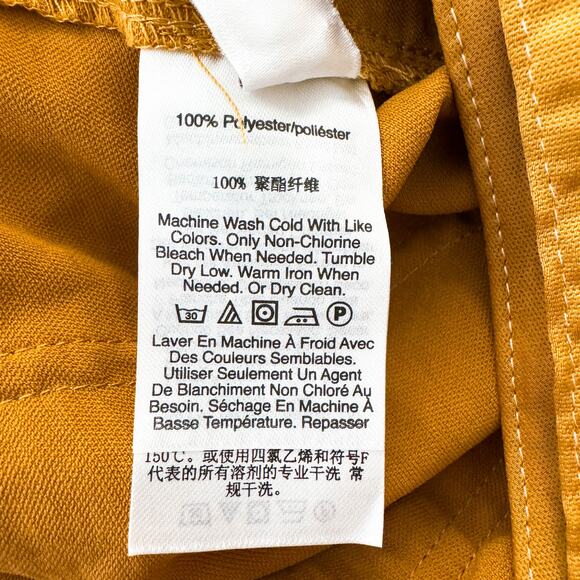 100% Polyester/poliéster
100% 聚酯纤维
Machine Wash Cold With Like
Colors. Only Non-Chlorine
Bleach When Needed. Tumble
Dry Low. Warm Iron When
Needed. Or Dry Clean.
30 P
Laver En Machine À Froid Avec
Des Couleurs Semblables.
Utiliser Seulement Un Agent
De Blanchiment Non Chloré Au
Besoin. Séchage En Machine À
Basse Température. Repasser
150℃。或使用四氯乙烯和符号F
代表的所有溶剂的专业干洗 常
规干洗。